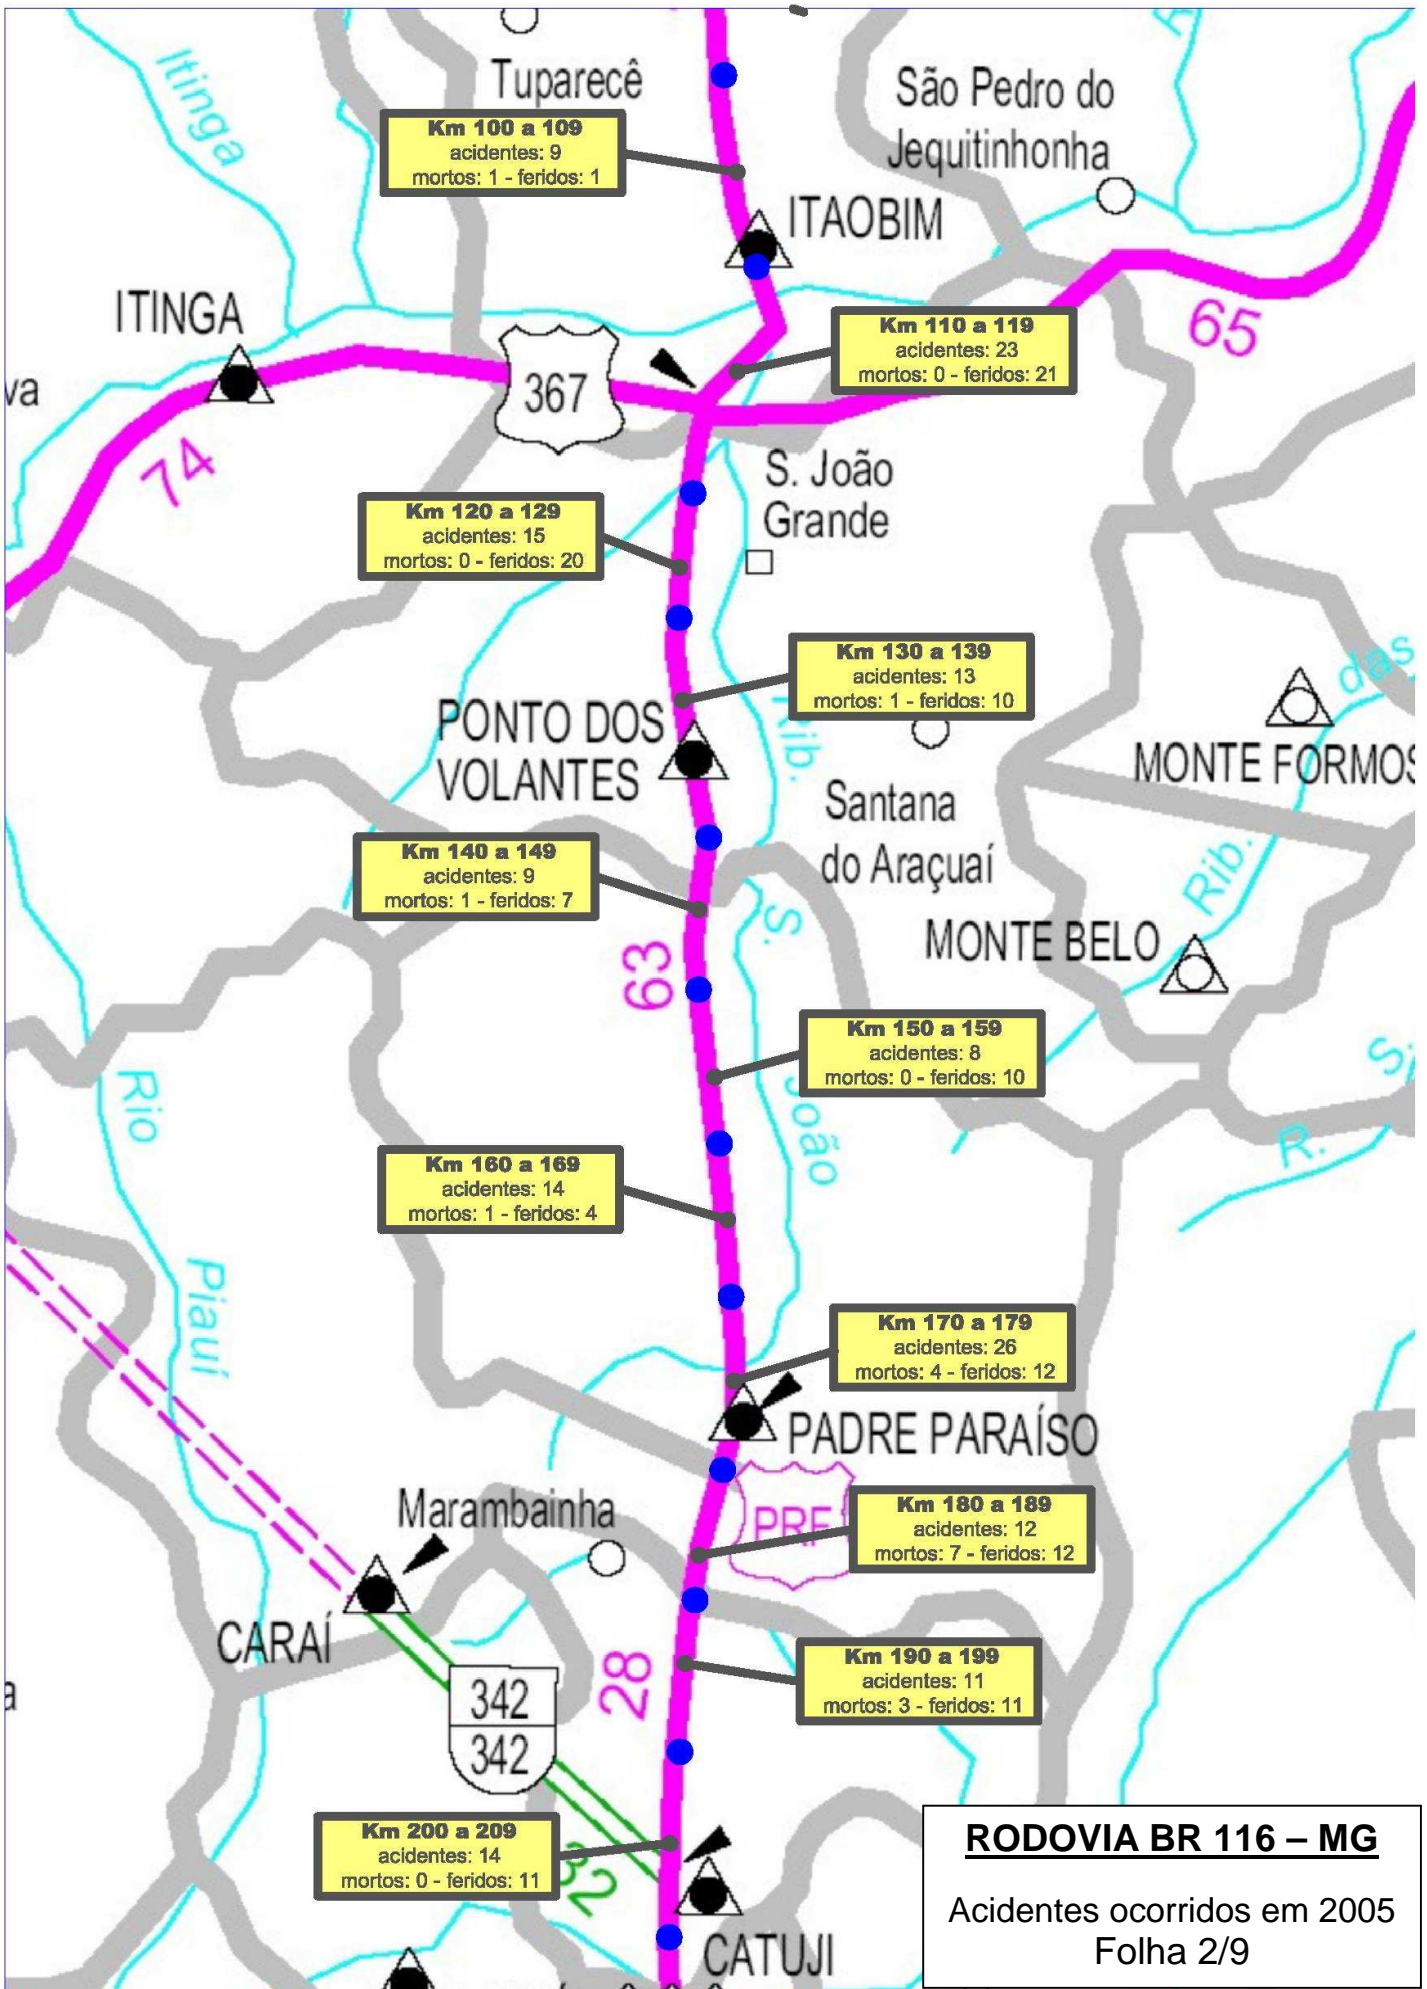 Tuparecê
São Pedro do
Jequitinhonha
Itinga
Km 100 a 109
acidentes: 9
mortos: 1 - feridos: 1
ITAOBIM
ITINGA
65
Km 110 a 119
acidentes: 23
mortos: 0 - feridos: 21
367
va
74
S. João
Grande
Km 120 a 129
acidentes: 15
mortos: 0 - feridos: 20
Km 130 a 139
acidentes: 13
mortos: 1 - feridos: 10
das
PONTO DOS
VOLANTES
Rib.
MONTE FORMOS
Santana
do Araçuaí
Km 140 a 149
acidentes: 9
mortos: 1 - feridos: 7
Rib.
S.
MONTE BELO
63
Km 150 a 159
acidentes: 8
mortos: 0 - feridos: 10
Rio
João
R.
Km 160 a 169
acidentes: 14
mortos: 1 - feridos: 4
Piauí
Km 170 a 179
acidentes: 26
mortos: 4 - feridos: 12
PADRE PARAÍSO
Marambainha
PRF
Km 180 a 189
acidentes: 12
mortos: 7 - feridos: 12
CARAÍ
28
Km 190 a 199
acidentes: 11
mortos: 3 - feridos: 11
a
342
342
Km 200 a 209
acidentes: 14
mortos: 0 - feridos: 11
32
CATUJI
RODOVIA BR 116 – MG
Acidentes ocorridos em 2005
Folha 2/9